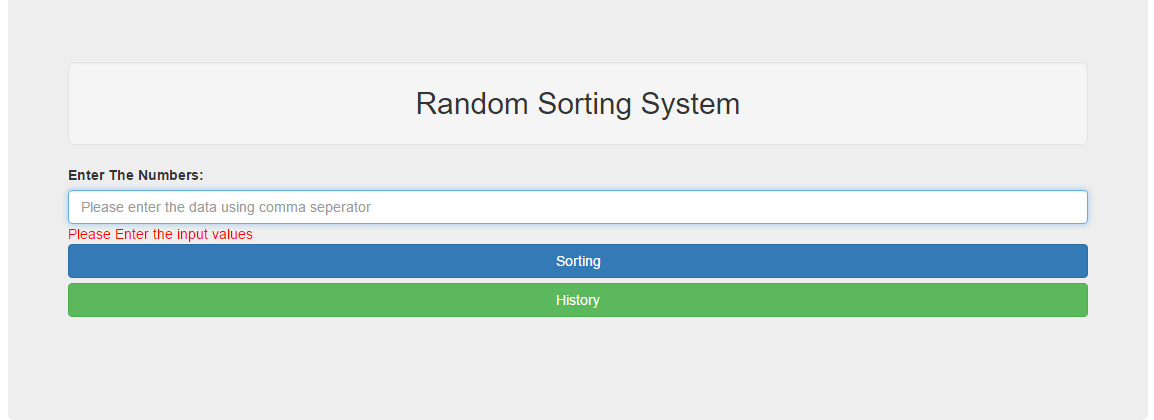 Random Sorting System
Enter The Numbers:
Please enter the data using comma seperator
Please Enter the input values
Sorting
History